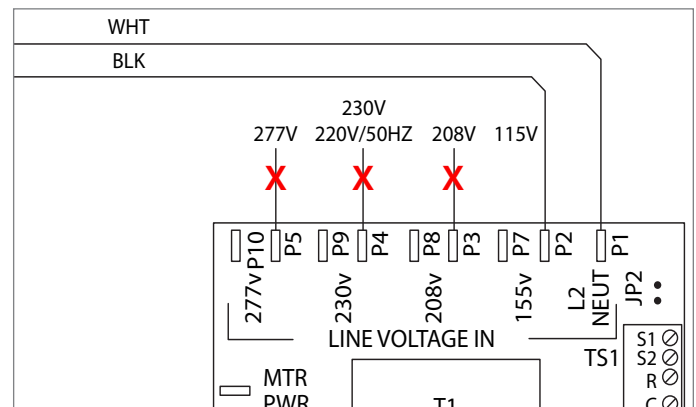 WHT
BLK
230V
277V 220V/50HZ 208V 115V
X X X
P10 P5 P9 P4 P8 P3 P7 P2 P1
277v 230v 208v 155v L2 NEUT JP2
LINE VOLTAGE IN
TS1
S1
S2
R
C
MTR
PWR
T1